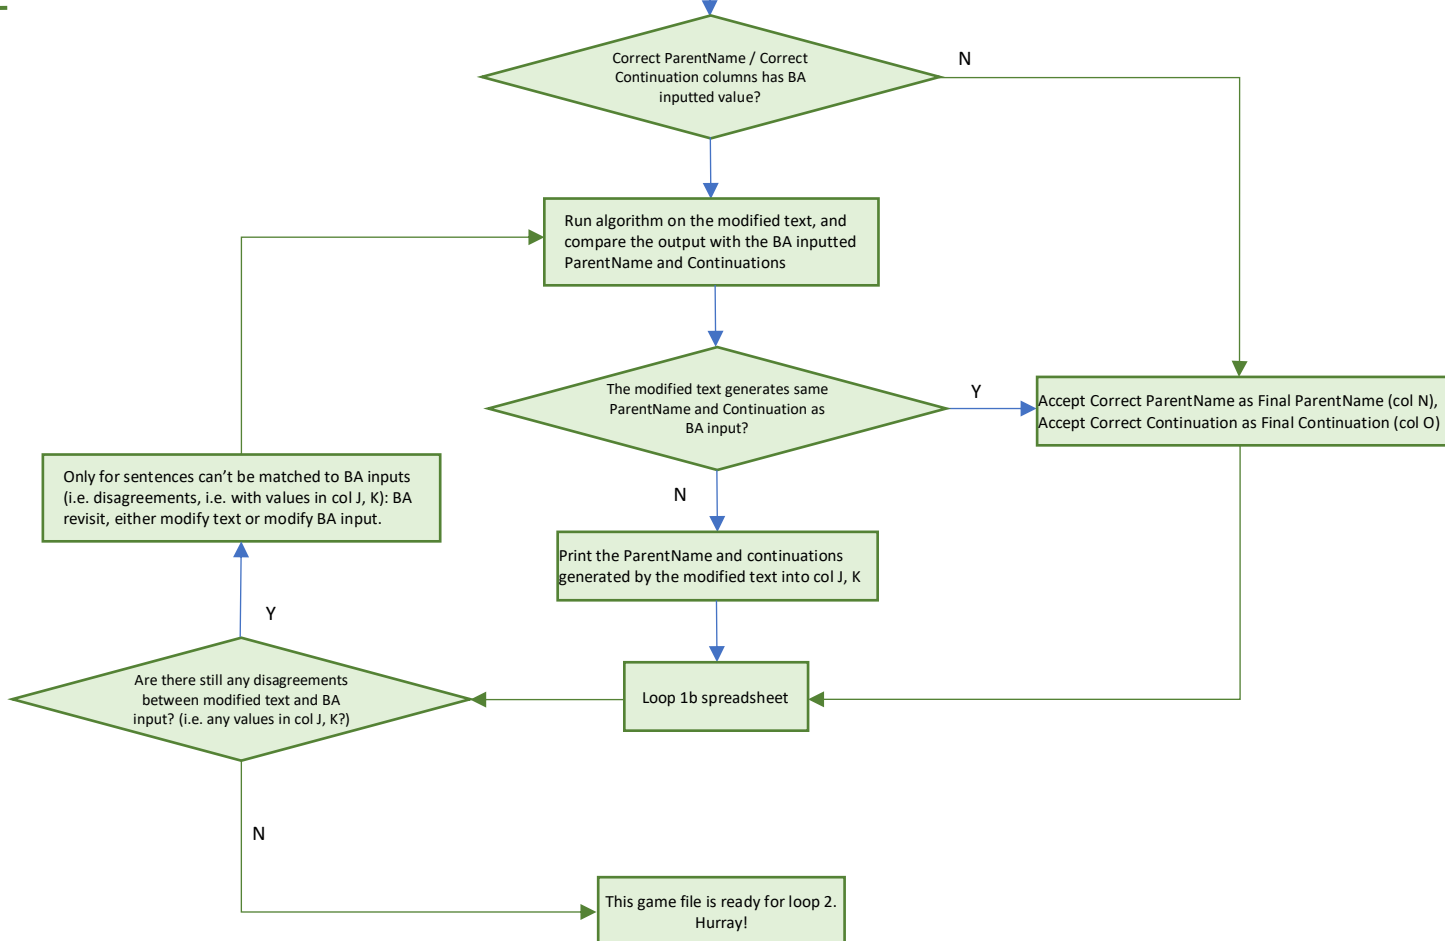 Correct ParentName / Correct
Continuation columns has BA
inputted value?
N
Run algorithm on the modified text, and
compare the output with the BA inputted
ParentName and Continuations
The modified text generates same
ParentName and Continuation as
BA input?
Y
Accept Correct ParentName as Final ParentName (col N),
Accept Correct Continuation as Final Continuation (col O)
Only for sentences can’t be matched to BA inputs
(i.e. disagreements, i.e. with values in col J, K): BA
revisit, either modify text or modify BA input.
N
Print the ParentName and continuations
generated by the modified text into col J, K
Y
Are there still any disagreements
between modified text and BA
input? (i.e. any values in col J, K?)
Loop 1b spreadsheet
N
This game file is ready for loop 2.
Hurray!